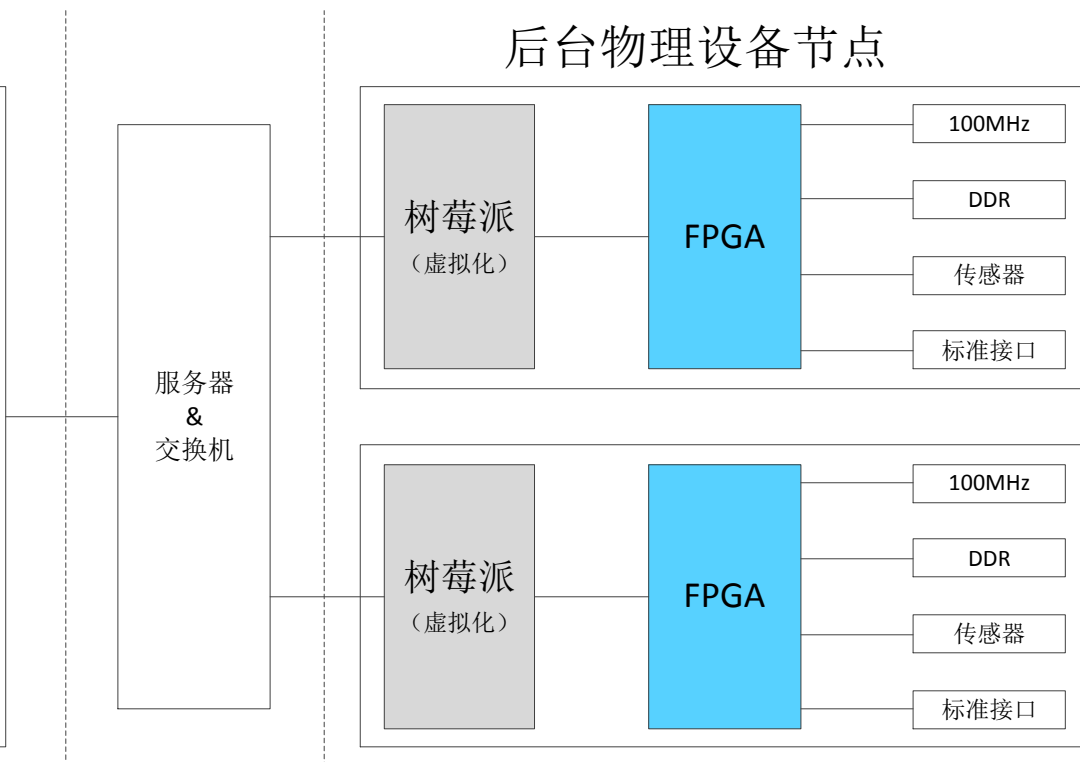 后台物理设备节点
服务器
&
交换机
树莓派
（虚拟化）
FPGA
100MHz
DDR
传感器
标准接口
树莓派
（虚拟化）
FPGA
100MHz
DDR
传感器
标准接口